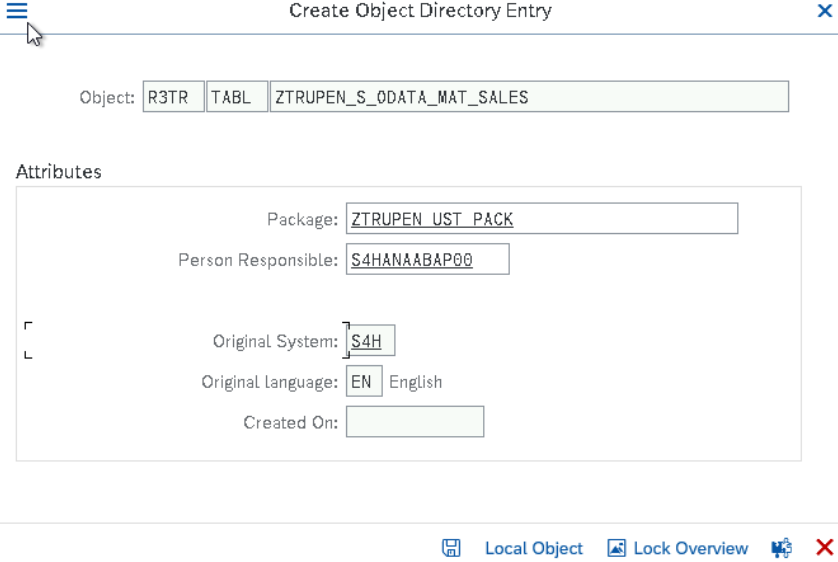 Create Object Directory Entry
Object: R3TR TABL ZTRUPEN_S_ODATA_MAT_SALES
Attributes
Package: ZTRUPEN_UST_PACK
Person Responsible: S4HANAABAP00
Original System: S4H
Original language: EN English
Created On:
Local Object Lock Overview